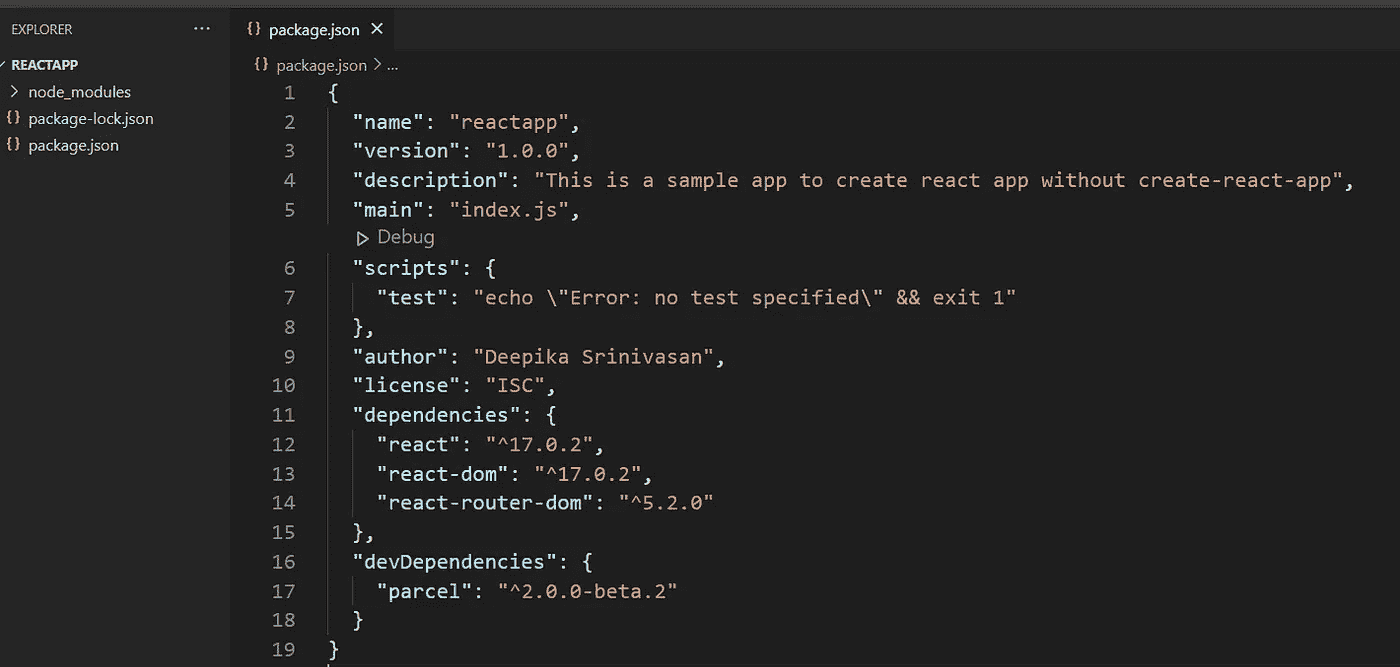 EXPLORER ...
REACTAPP
node_modules
package-lock.json
package.json
package.json
package.json > ...
1 {
2 "name": "reactapp",
3 "version": "1.0.0",
4 "description": "This is a sample app to create react app without create-react-app",
5 "main": "index.js",
Debug
6 "scripts": {
7 "test": "echo \"Error: no test specified\" && exit 1"
8 },
9 "author": "Deepika Srinivasan",
10 "license": "ISC",
11 "dependencies": {
12 "react": "^17.0.2",
13 "react-dom": "^17.0.2",
14 "react-router-dom": "^5.2.0"
15 },
16 "devDependencies": {
17 "parcel": "^2.0.0-beta.2"
18 }
19 }